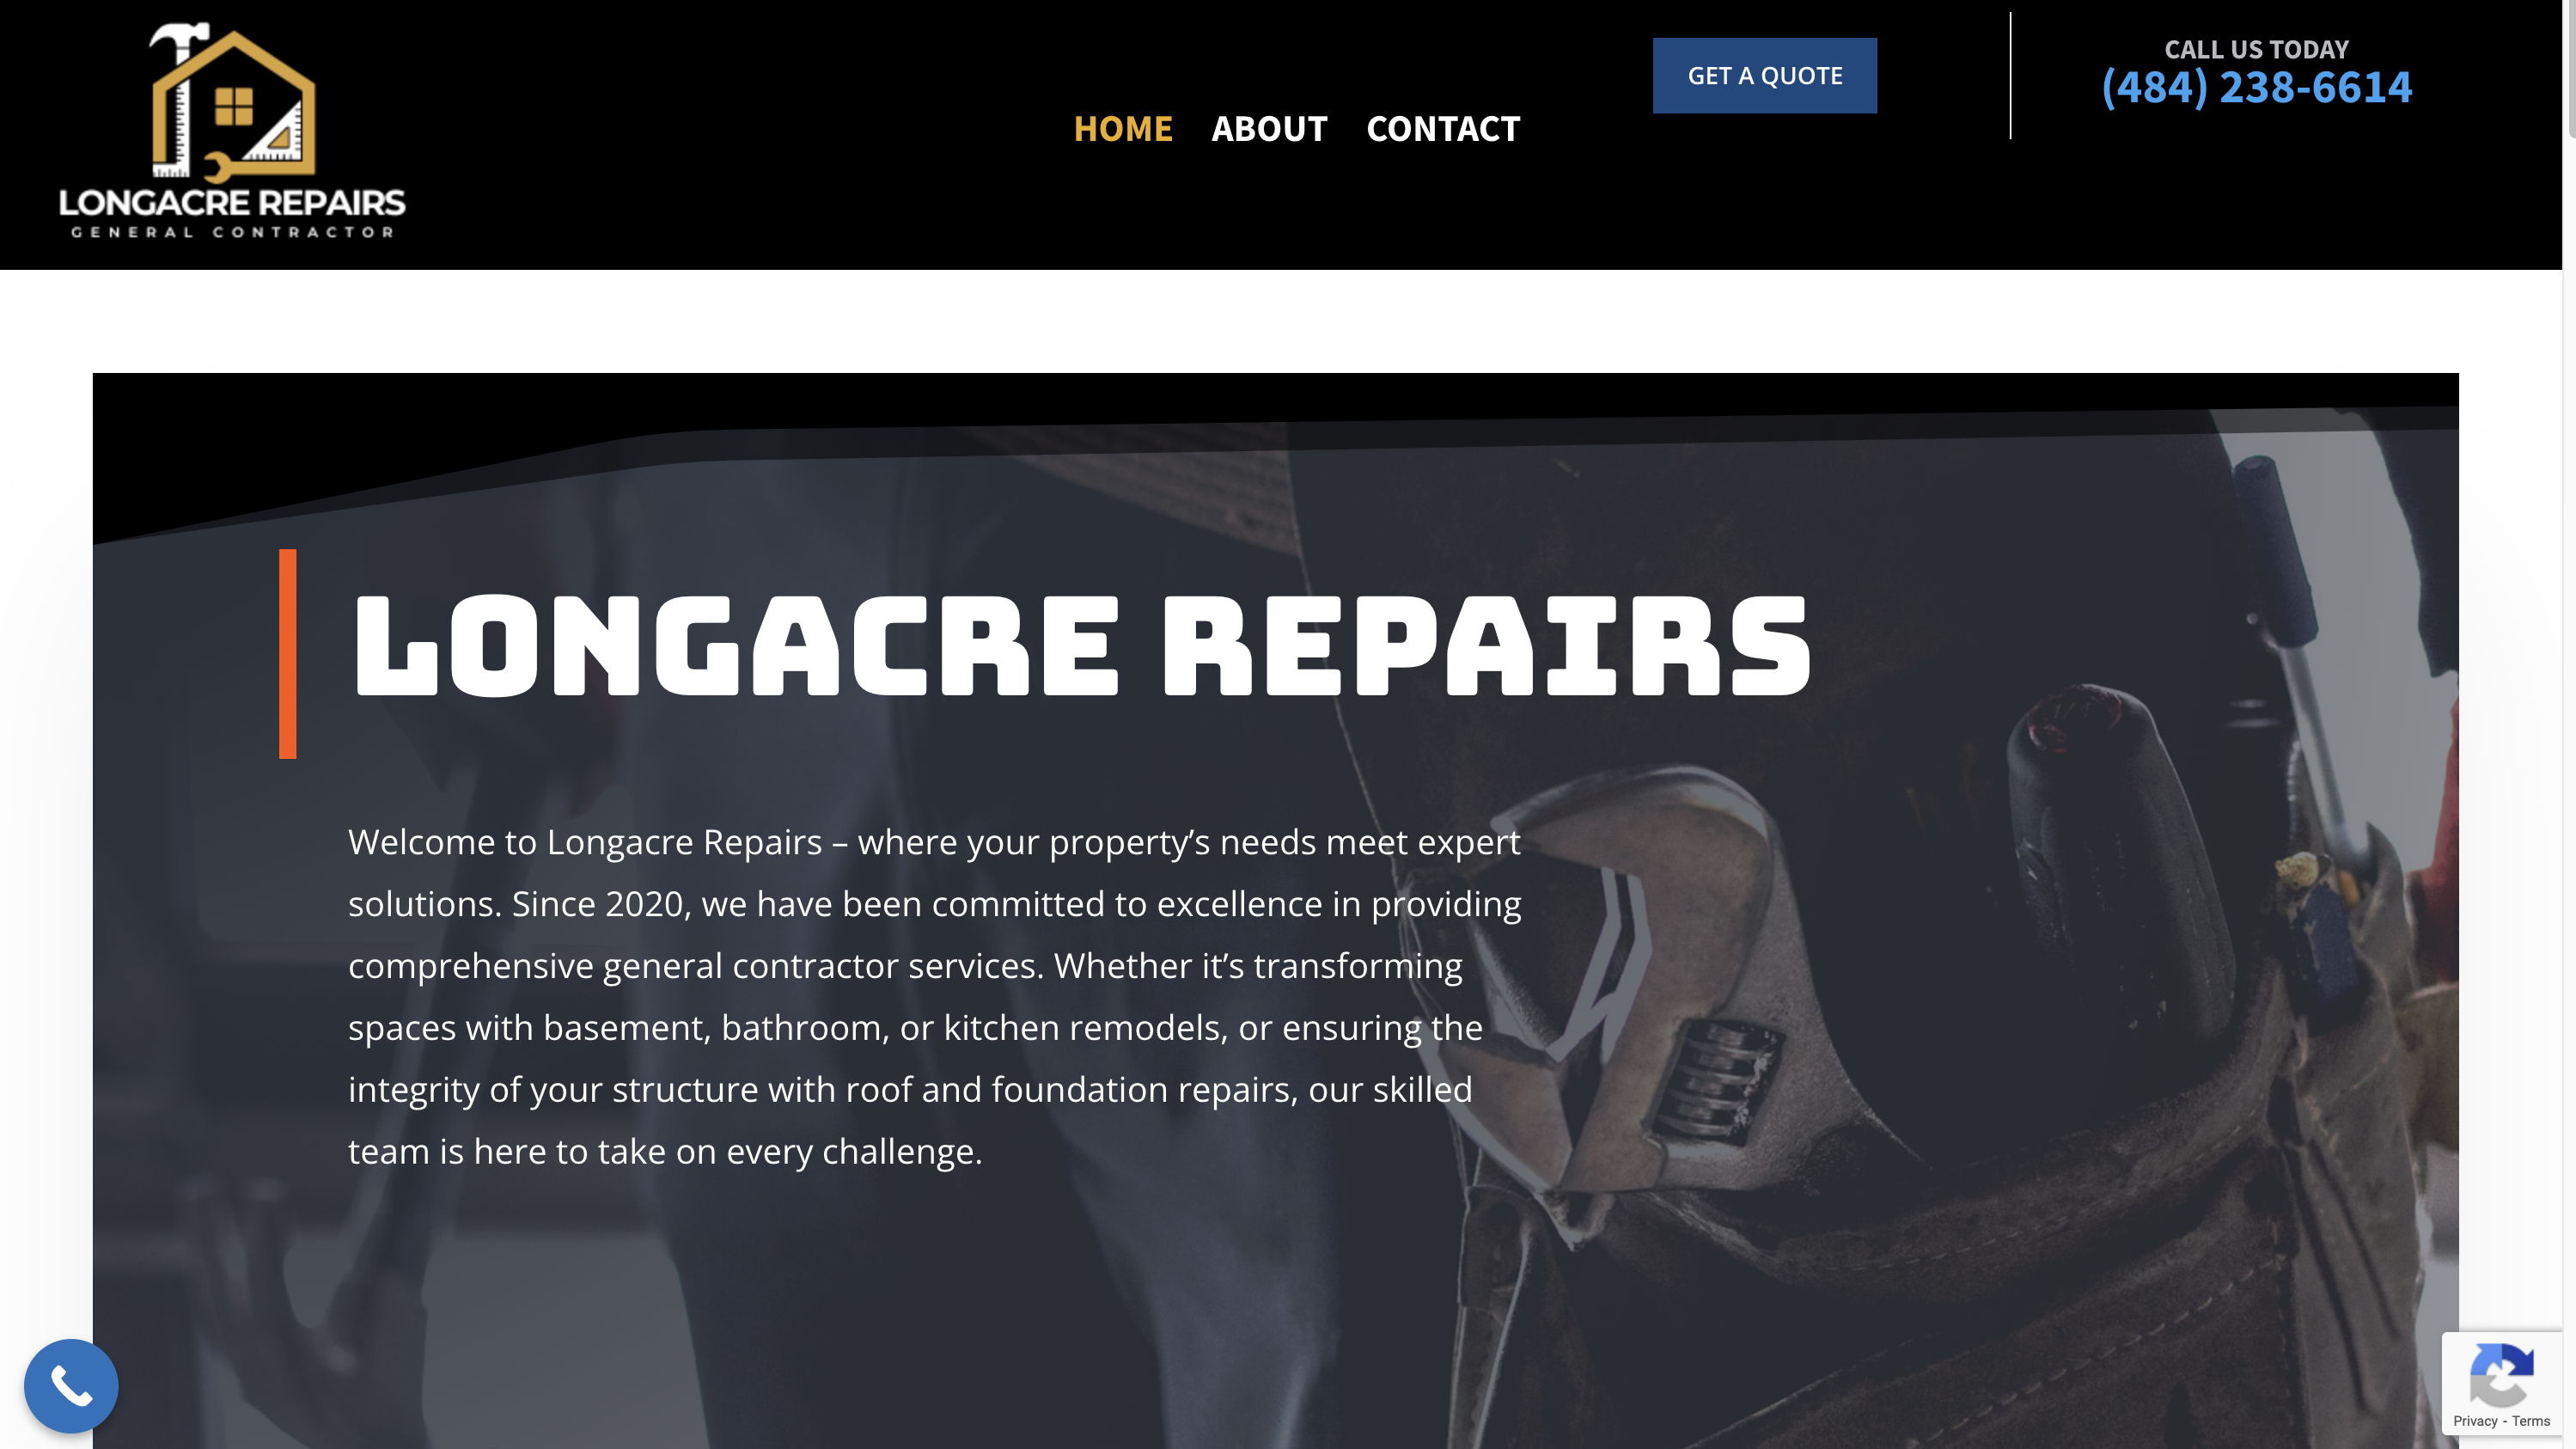 LONGACRE REPAIRS
GENERAL CONTRACTOR
HOME
ABOUT
CONTACT
GET A QUOTE
CALL US TODAY
(484) 238-6614
LONGACRE REPAIRS
Welcome to Longacre Repairs – where your property’s needs meet expert
solutions. Since 2020, we have been committed to excellence in providing
comprehensive general contractor services. Whether it’s transforming
spaces with basement, bathroom, or kitchen remodels, or ensuring the
integrity of your structure with roof and foundation repairs, our skilled
team is here to take on every challenge.
Privacy - Terms